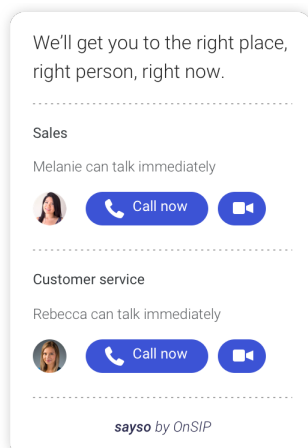 We'll get you to the right place,
right person, right now.
Sales
Melanie can talk immediately
Call now
Customer service
Rebecca can talk immediately
Call now
sayso by OnSIP